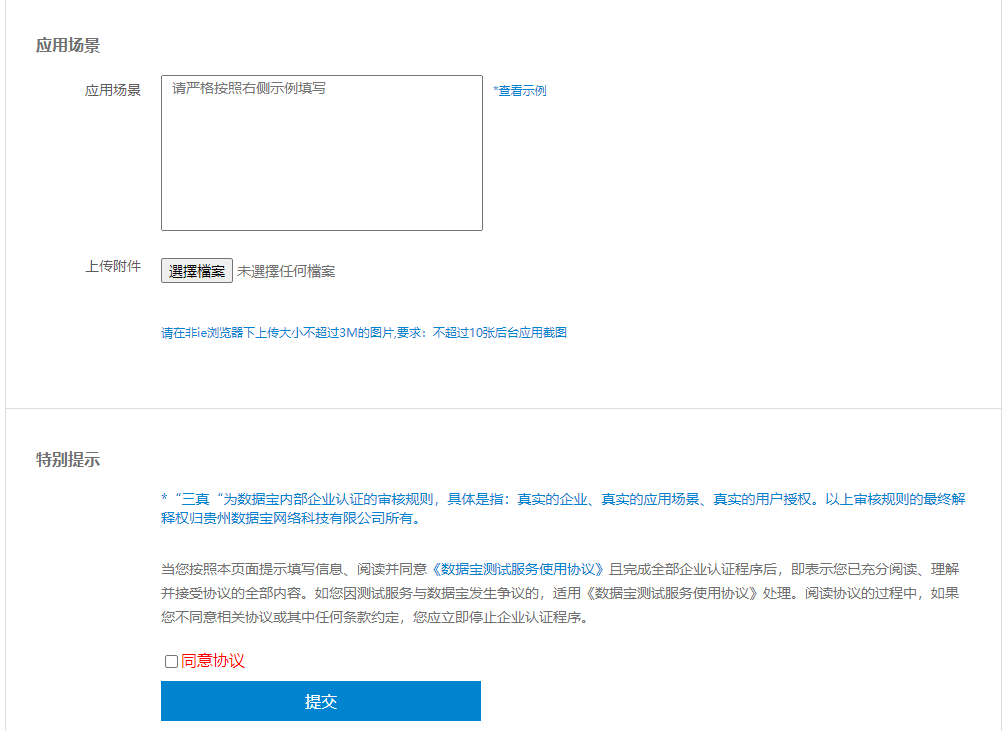 应用场景
应用场景
请严格按照右侧示例填写
*查看示例
上传附件
選擇檔案 未選擇任何檔案
请在非ie浏览器下上传大小不超过3M的图片,要求：不超过10张后台应用截图
特别提示
*“三真“为数据宝内部企业认证的审核规则，具体是指：真实的企业、真实的应用场景、真实的用户授权。以上审核规则的最终解
释权归贵州数据宝网络科技有限公司所有。
当您按照本页面提示填写信息、阅读并同意《数据宝测试服务使用协议》且完成全部企业认证程序后，即表示您已充分阅读、理解
并接受协议的全部内容。如您因测试服务与数据宝发生争议的，适用《数据宝测试服务使用协议》处理。阅读协议的过程中，如果
您不同意相关协议或其中任何条款约定，您应立即停止企业认证程序。
同意协议
提交